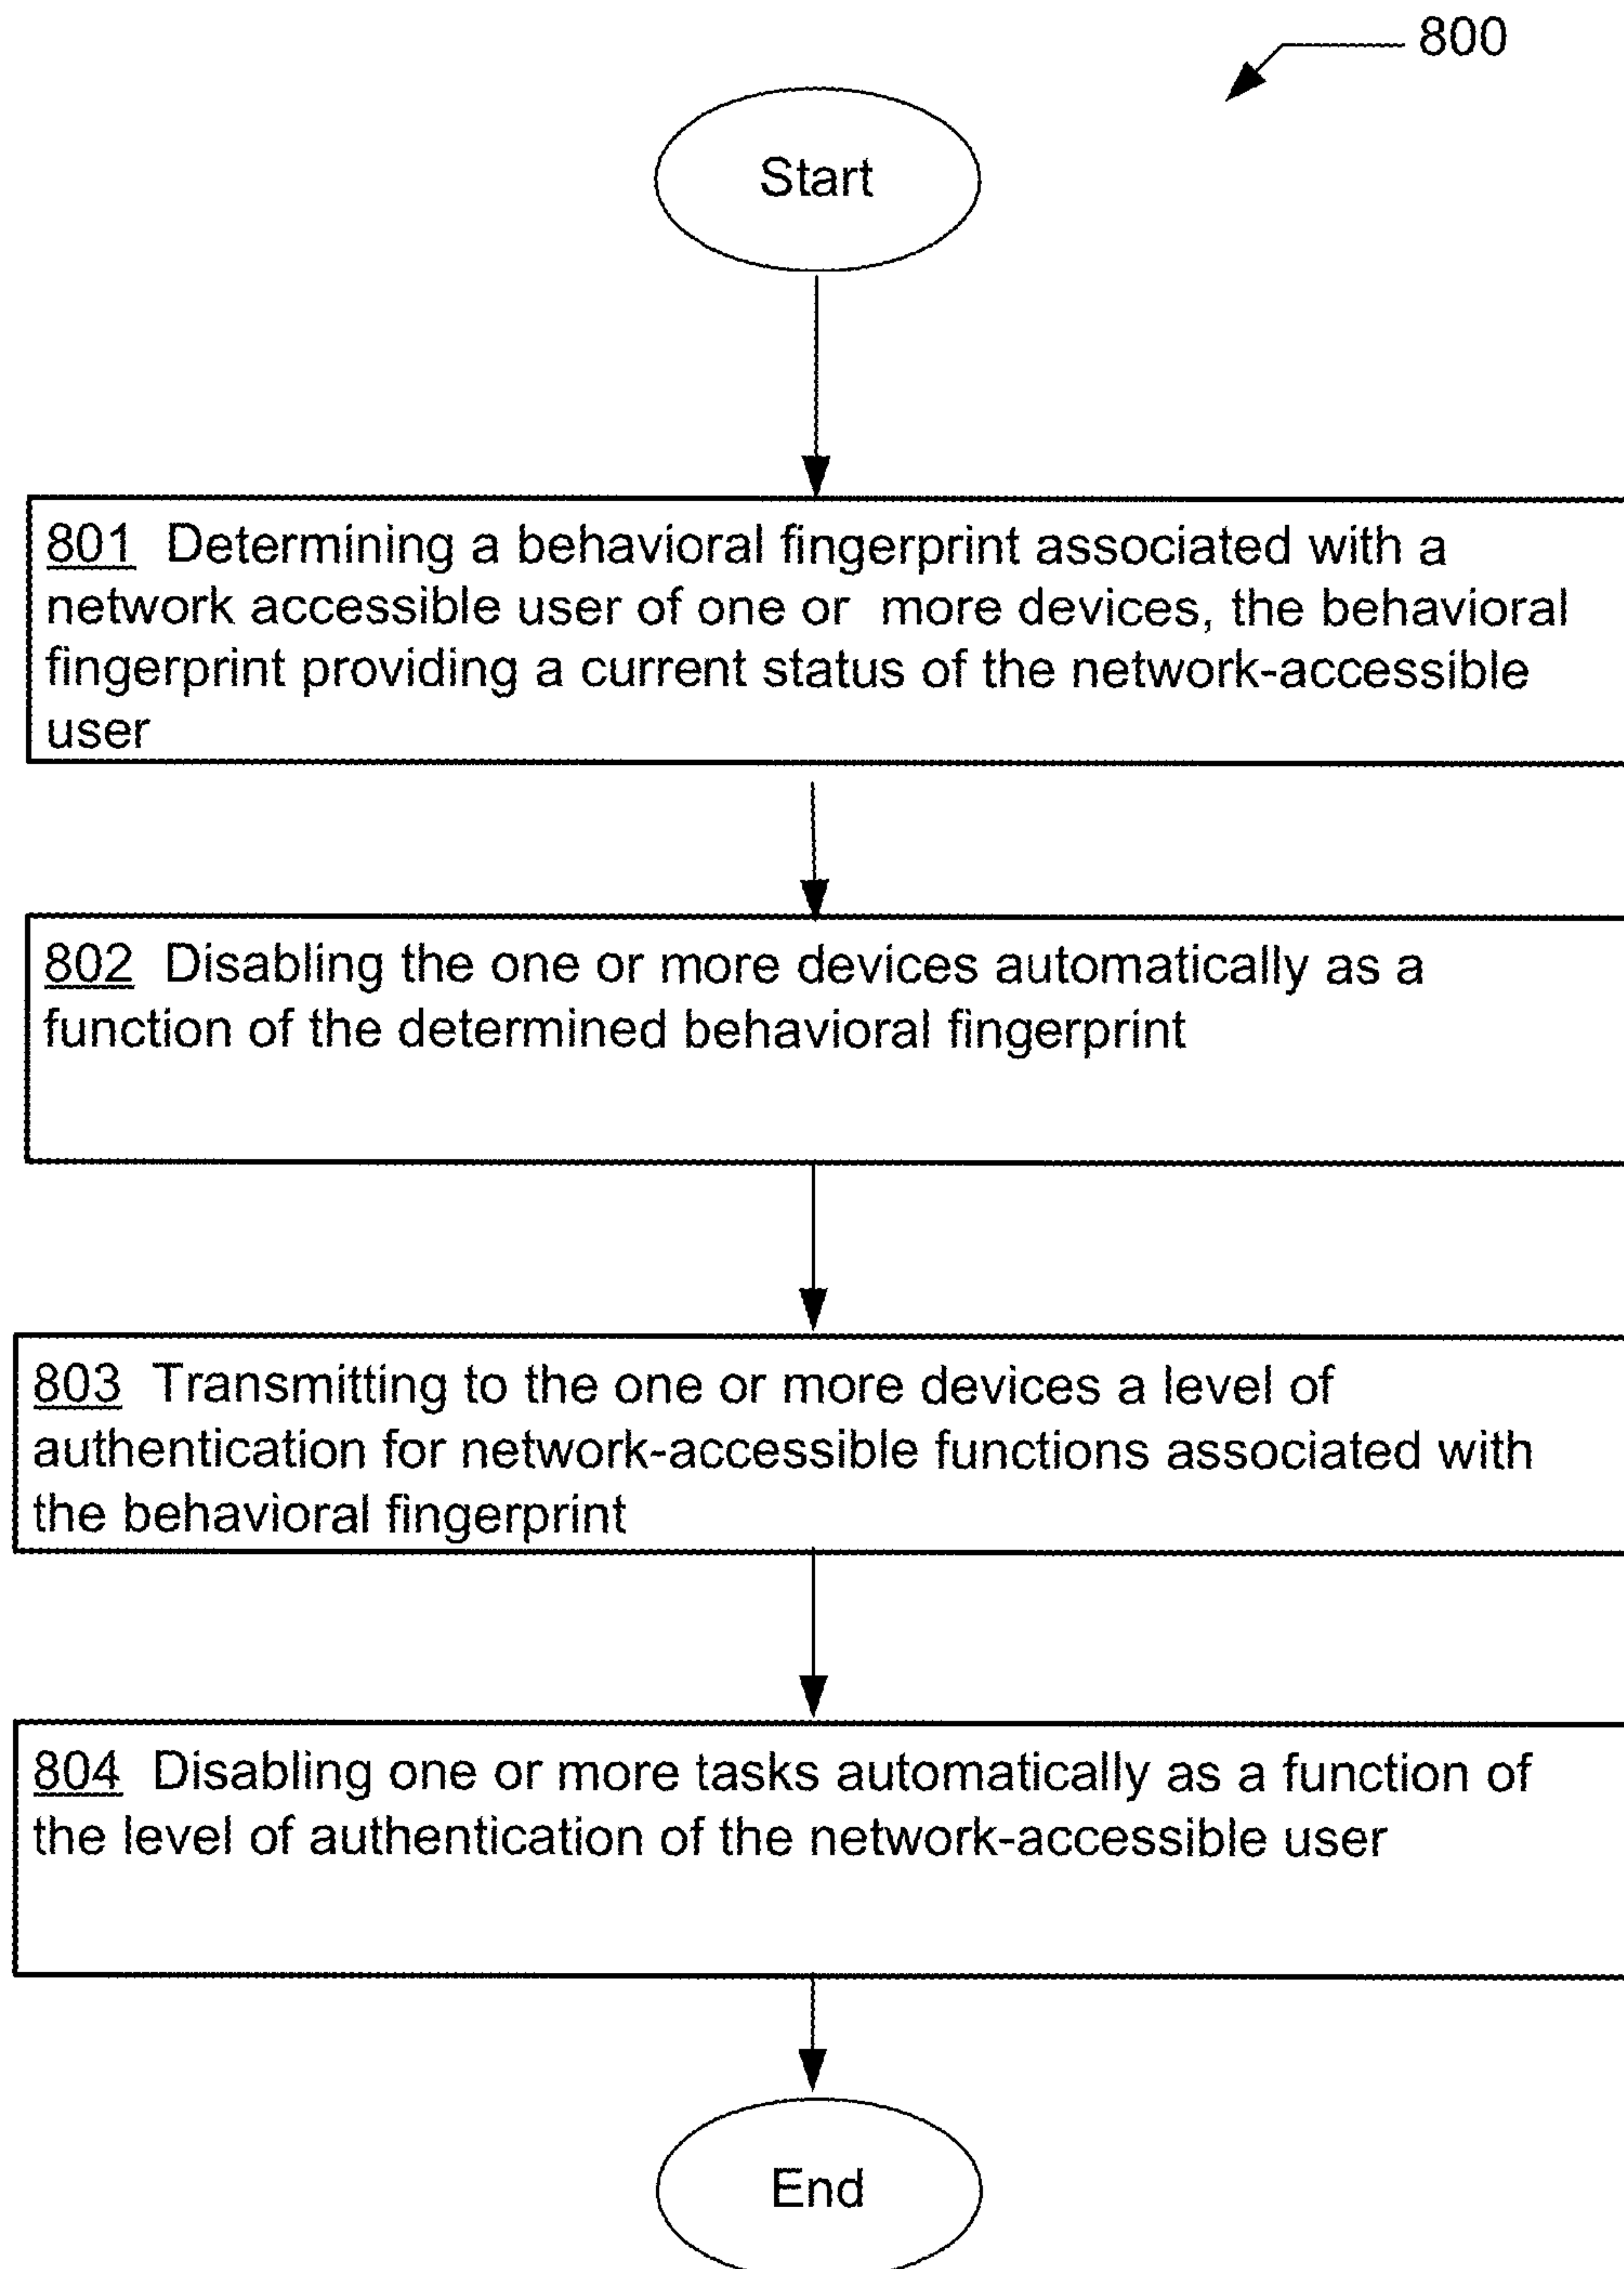 800
Start
801 Determining a behavioral fingerprint associated with a
network accessible user of one or more devices, the behavioral
fingerprint providing a current status of the network-accessible
user
802 Disabling the one or more devices automatically as a
function of the determined behavioral fingerprint
803 Transmitting to the one or more devices a level of
authentication for network-accessible functions associated with
the behavioral fingerprint
804 Disabling one or more tasks automatically as a function of
the level of authentication of the network-accessible user
End